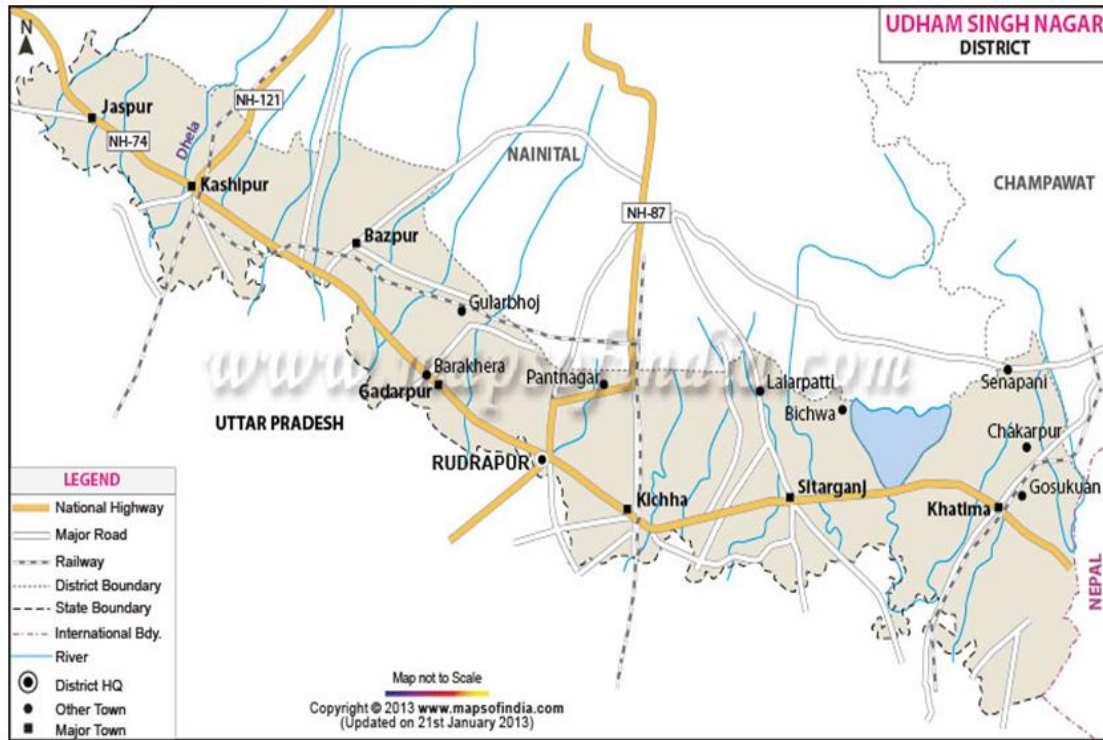 UDHAM SINGH NAGAR
DISTRICT
N
Jaspur
NH-74
Dhela
NH-121
Kashipur
NAINITAL
CHAMPAWAT
NH-87
Bazpur
Gularbhoj
www.mapsofindia.com
Barakhera
Gadarpur
Pantnagar
Lalarpatti
Bichwa
Senapani
Chakarpur
UTTAR PRADESH
RUDRAPUR
Kichha
Sitarganj
Khatima
Gosukuan
NEPAL
LEGEND
National Highway
Major Road
Railway
District Boundary
State Boundary
International Bdy.
River
District HQ
Other Town
Major Town
Map not to Scale
Copyright © 2013 www.mapsofindia.com
(Updated on 21st January 2013)